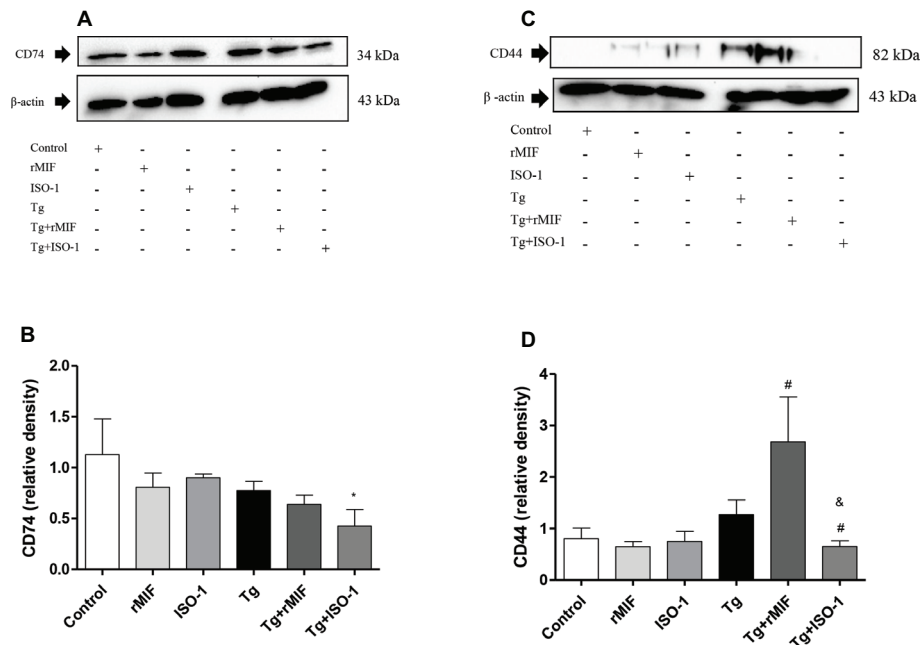 A
CD74
34 kDa
β-actin
43 kDa
Control + - - - - -
rMIF - + - - - -
ISO-1 - - + - - -
Tg - - - + - -
Tg+rMIF - - - - + -
Tg+ISO-1 - - - - - +
C
CD44
82 kDa
β -actin
43 kDa
Control + - - - - -
rMIF - + - - - -
ISO-1 - - + - - -
Tg - - - + - -
Tg+rMIF - - - - + -
Tg+ISO-1 - - - - - +
B
CD74 (relative density)
2.0
1.5
1.0
0.5
0.0
*
Control rMIF ISO-1 Tg Tg+rMIF Tg+ISO-1
D
CD44 (relative density)
4
3
2
1
0
#
&
#
Control rMIF ISO-1 Tg Tg+rMIF Tg+ISO-1